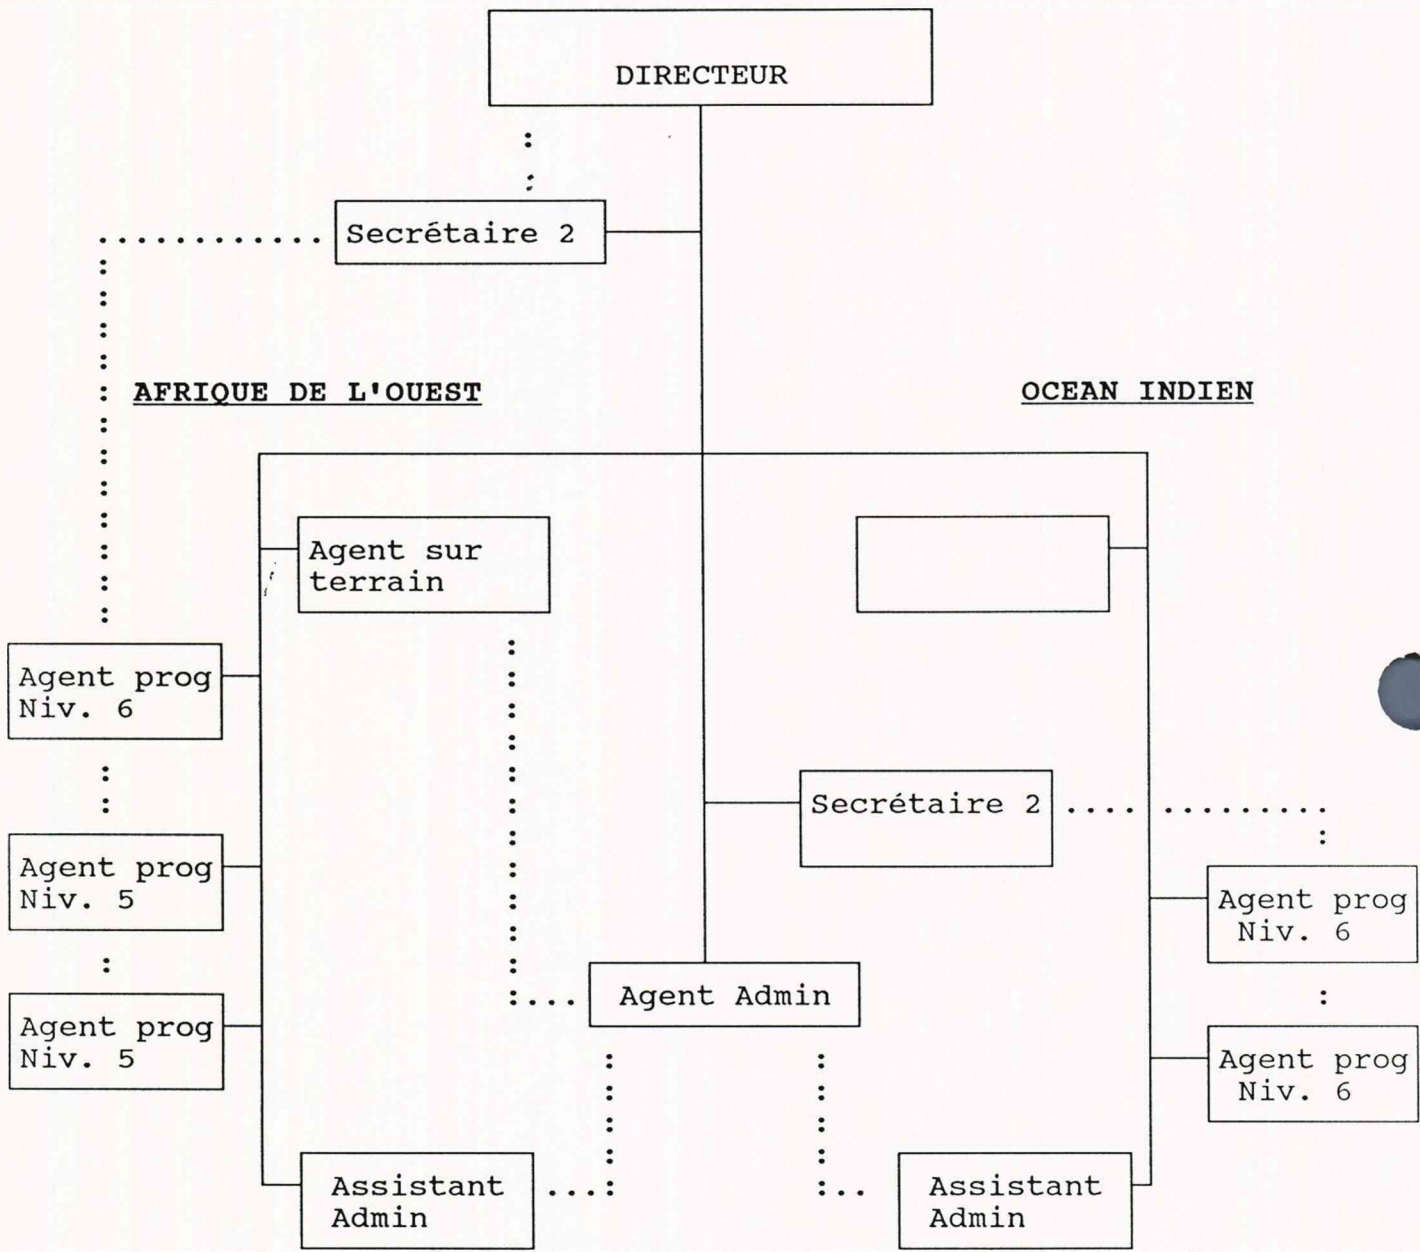 DIRECTEUR
Secrétaire 2
AFRIQUE DE L'OUEST
OCEAN INDIEN
Agent sur
terrain
Agent prog
Niv. 6
Secrétaire 2
Agent prog
Niv. 5
Agent prog
Niv. 6
Agent Admin
Agent prog
Niv. 5
Agent prog
Niv. 6
Assistant
Admin
Assistant
Admin